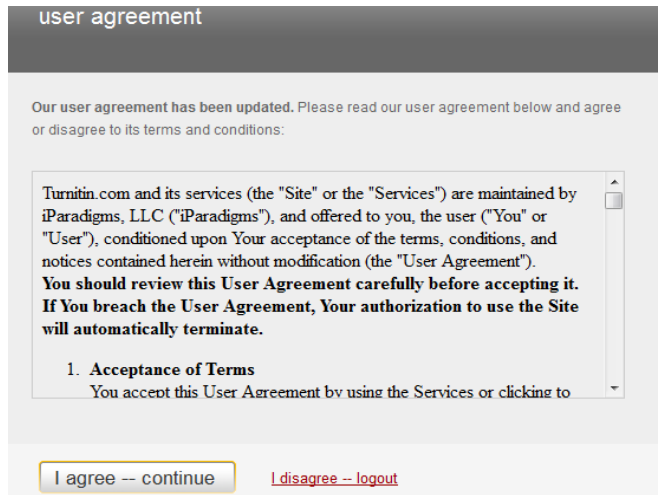 user agreement
Our user agreement has been updated. Please read our user agreement below and agree
or disagree to its terms and conditions:
Turnitin.com and its services (the "Site" or the "Services") are maintained by
iParadigms, LLC ("iParadigms"), and offered to you, the user ("You" or
"User"), conditioned upon Your acceptance of the terms, conditions, and
notices contained herein without modification (the "User Agreement").
You should review this User Agreement carefully before accepting it.
If You breach the User Agreement, Your authorization to use the Site
will automatically terminate.
1. Acceptance of Terms
You accept this User Agreement by using the Services or clicking to
I agree -- continue
I disagree -- logout